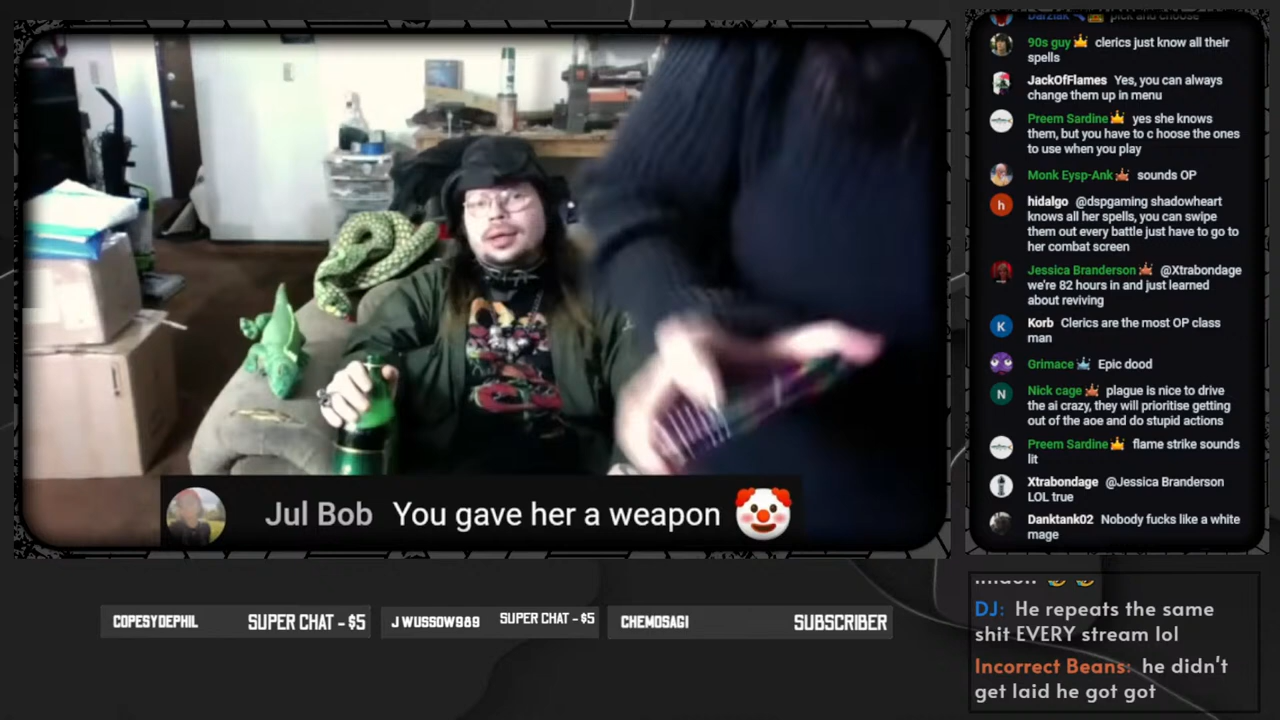 Darziak pick and choose
90s guy clerics just know all their
spells
JackOfFlames Yes, you can always
change them up in menu
Preem Sardine yes she knows
them, but you have to c hoose the ones
to use when you play
Monk Eysp-Ank sounds OP
h hidalgo @dspgaming shadowheart
knows all her spells, you can swipe
them out every battle just have to go to
her combat screen
Jessica Branderson @Xtrabondage
we're 82 hours in and just learned
about reviving
K Korb Clerics are the most OP class
man
Grimace Epic dood
N Nick cage plague is nice to drive
the ai crazy, they will prioritise getting
out of the aoe and do stupid actions
Preem Sardine flame strike sounds
lit
Xtrabondage @Jessica Branderson
LOL true
Danktank02 Nobody fucks like a white
mage
Jul Bob You gave her a weapon
COPESYDEPHIL SUPER CHAT - $5
J WUSSOW989 SUPER CHAT - $5
CHEMOSAGI SUBSCRIBER
DJ: He repeats the same
shit EVERY stream lol
Incorrect Beans: he didn't
get laid he got got